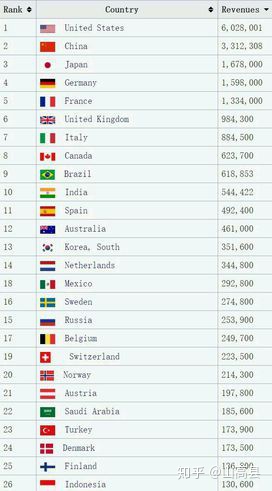 Rank Country Revenues
1 United States 6,028,001
2 China 3,312,308
3 Japan 1,678,000
4 Germany 1,598,000
5 France 1,334,000
6 United Kingdom 984,300
7 Italy 884,500
8 Canada 623,700
9 Brazil 618,853
10 India 544,422
11 Spain 492,400
12 Australia 461,000
13 Korea, South 351,600
14 Netherlands 344,800
18 Mexico 292,800
16 Sweden 274,800
15 Russia 253,900
17 Belgium 249,700
19 Switzerland 223,500
20 Norway 214,300
21 Austria 197,800
22 Saudi Arabia 185,600
23 Turkey 173,900
24 Denmark 173,500
25 Finland 136,200
26 Indonesia 130,600
知乎 @山高县